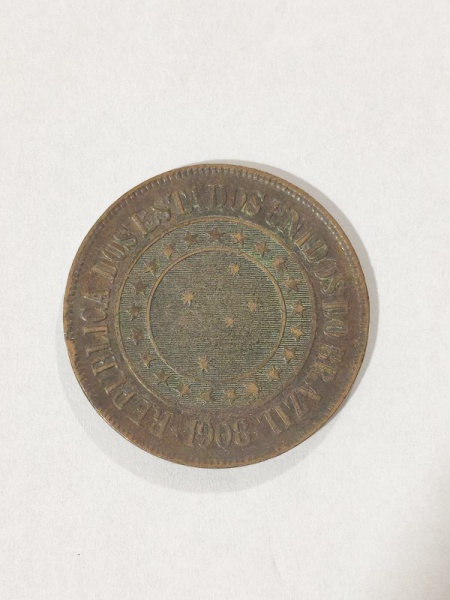 REPUBLICA DOS ESTADOS UNIDOS DO BRAZIL
1908